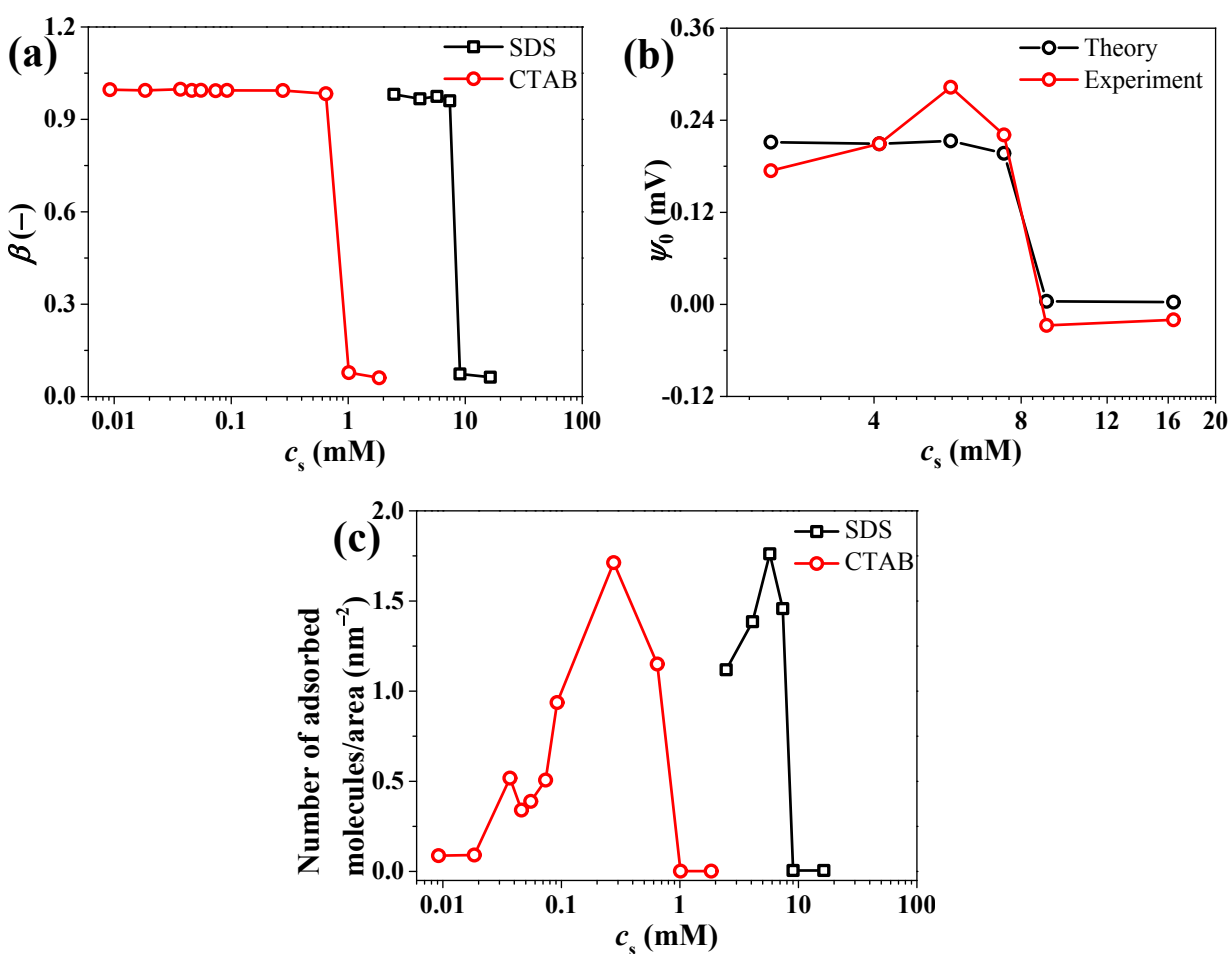 (a)
SDS
CTAB
1.2
0.9
0.6
0.3
0.0
β (−)
0.01 0.1 1 10 100
cs (mM)
(b)
Theory
Experiment
0.36
0.24
0.12
0.00
-0.12
ψ0 (mV)
4 8 12 16 20
cs (mM)
(c)
SDS
CTAB
2.0
1.5
1.0
0.5
0.0
Number of adsorbed
molecules/area (nm−2)
0.01 0.1 1 10 100
cs (mM)